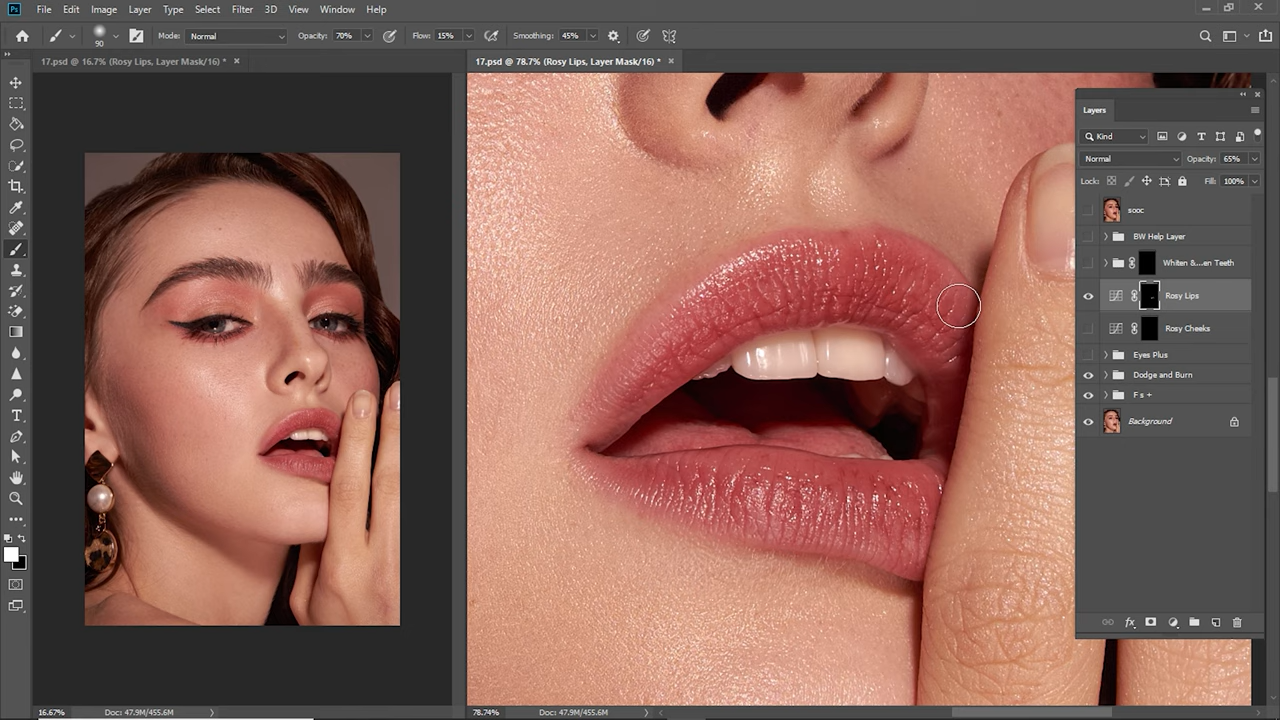 Ps File Edit Image Layer Type Select Filter 3D View Window Help
90 Mode: Normal Opacity: 70% Flow: 15% Smoothing: 45%
17.psd @ 16.7% (Rosy Lips, Layer Mask/16) * ×
17.psd @ 78.7% (Rosy Lips, Layer Mask/16) * ×
Layers
Kind
Normal Opacity: 65%
Lock: Fill: 100%
sooc
BW Help Layer
Whiten &...en Teeth
Rosy Lips
Rosy Cheeks
Eyes Plus
Dodge and Burn
F s +
Background
fx
16.67% Doc: 47.9M/455.6M
78.74% Doc: 47.9M/455.6M